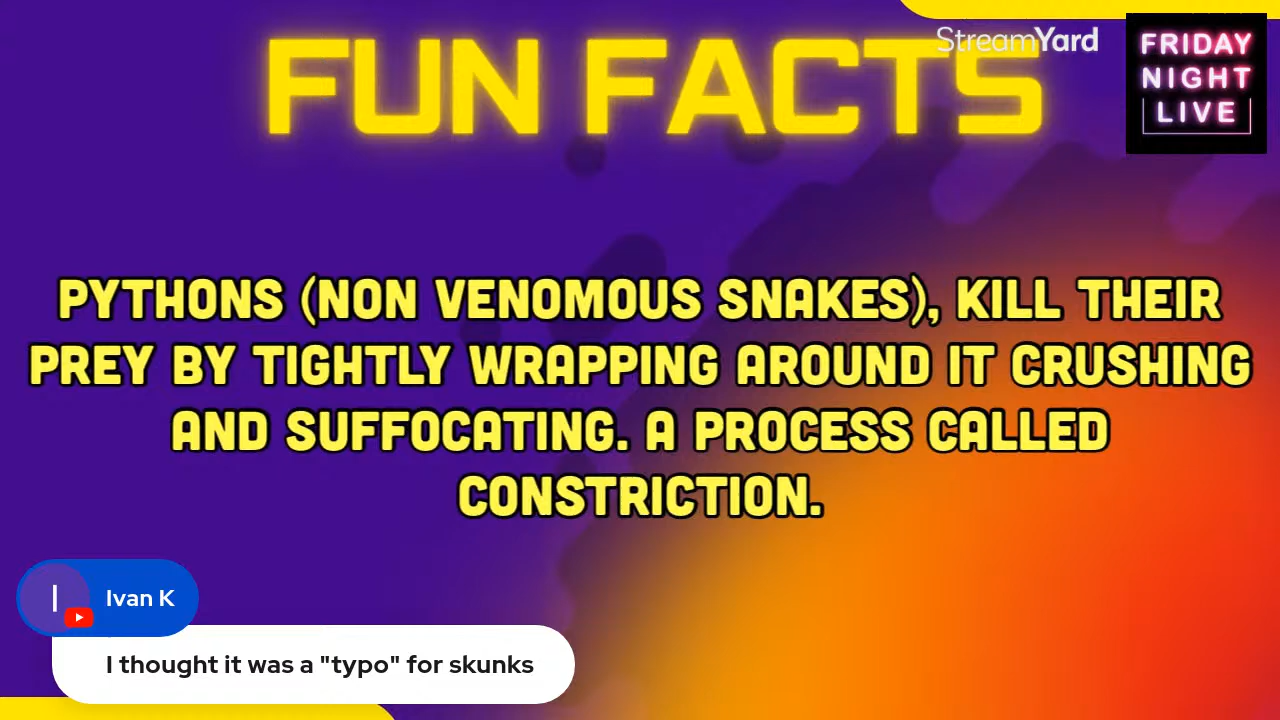 StreamYard
FUN FACTS
FRIDAY
NIGHT
LIVE
PYTHONS (NON VENOMOUS SNAKES), KILL THEIR
PREY BY TIGHTLY WRAPPING AROUND IT CRUSHING
AND SUFFOCATING. A PROCESS CALLED
CONSTRICTION.
I
Ivan K
I thought it was a "typo" for skunks